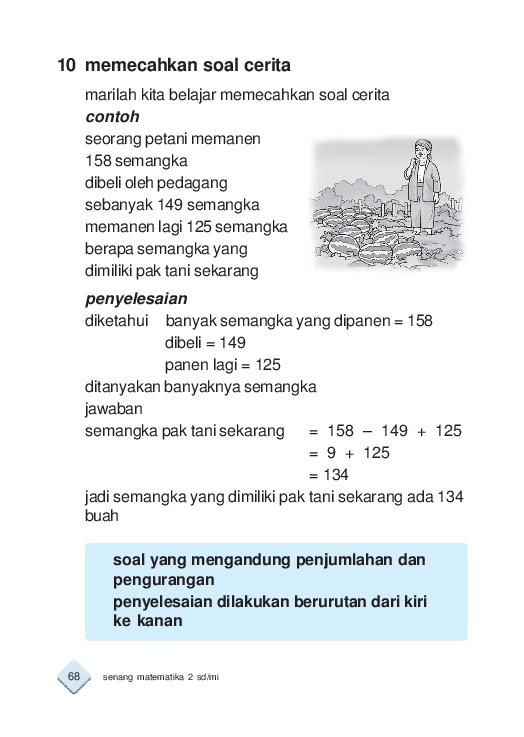 10 memecahkan soal cerita
marilah kita belajar memecahkan soal cerita
contoh
seorang petani memanen
158 semangka
dibeli oleh pedagang
sebanyak 149 semangka
memanen lagi 125 semangka
berapa semangka yang
dimiliki pak tani sekarang
penyelesaian
diketahui banyak semangka yang dipanen = 158
dibeli = 149
panen lagi = 125
ditanyakan banyaknya semangka
jawaban
semangka pak tani sekarang = 158 – 149 + 125
= 9 + 125
= 134
jadi semangka yang dimiliki pak tani sekarang ada 134
buah
soal yang mengandung penjumlahan dan
pengurangan
penyelesaian dilakukan berurutan dari kiri
ke kanan
68 senang matematika 2 sd/mi